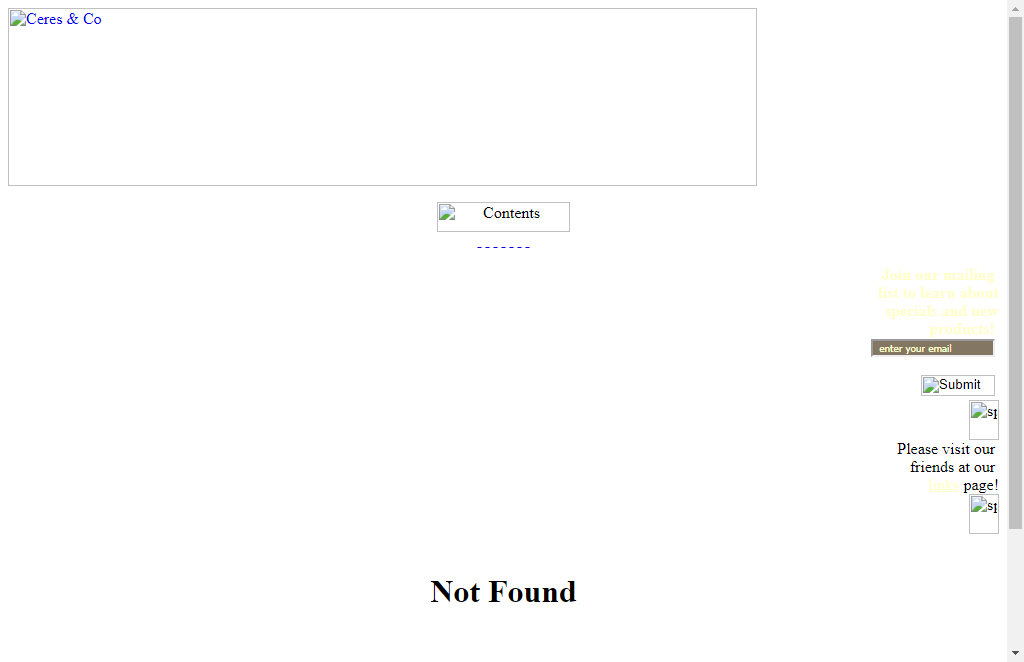 Ceres & Co
Contents
- - - - - - -
Join our mailing
list to learn about
specials and new
products!
enter your email
Submit
sp
Please visit our
friends at our
links page!
sp
Not Found